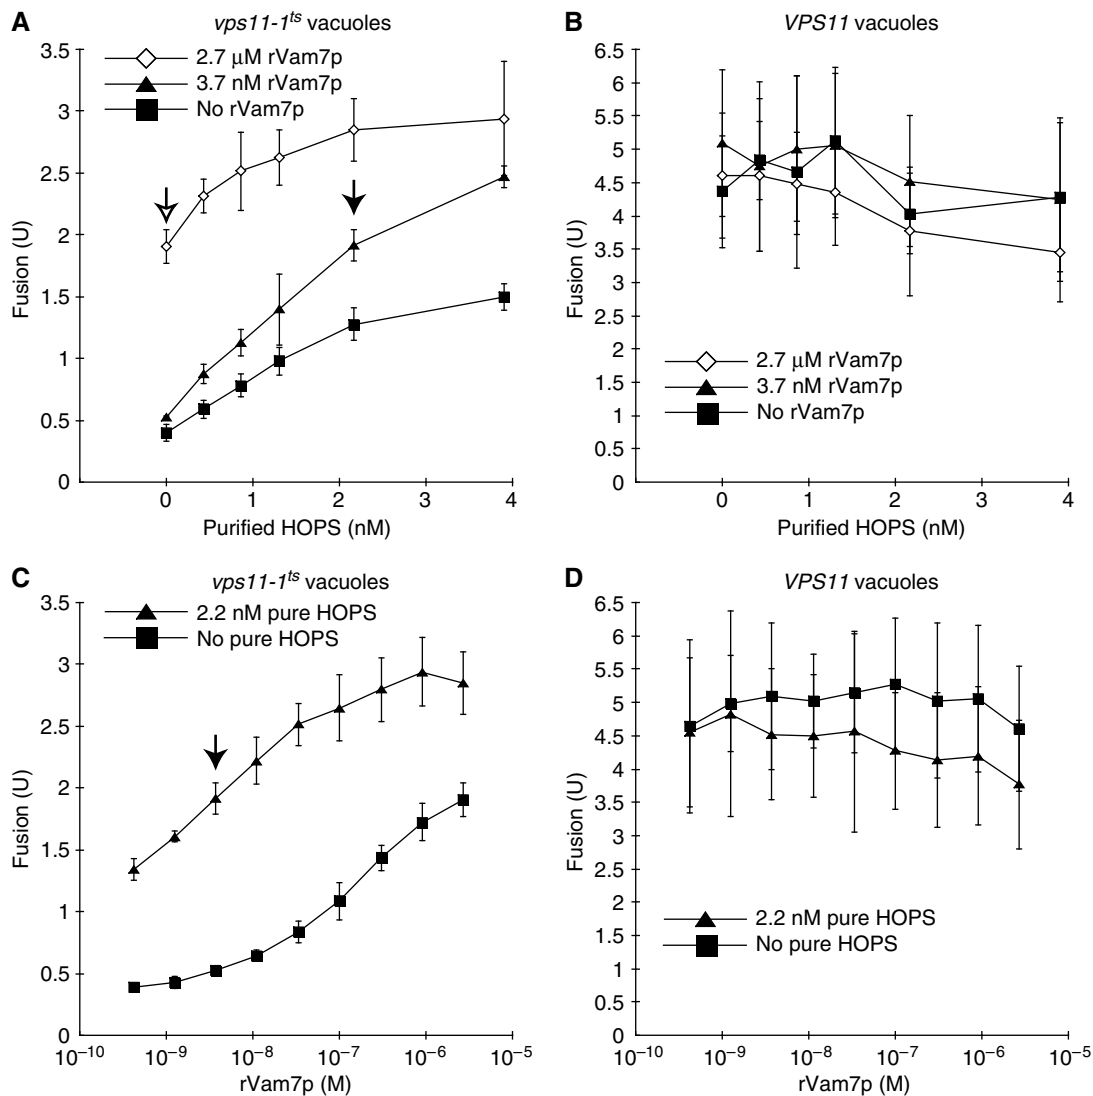 A
vps11-1ts vacuoles
3.5
3
2.5
2
1.5
1
0.5
0
Fusion (U)
2.7 μM rVam7p
3.7 nM rVam7p
No rVam7p
0 1 2 3 4
Purified HOPS (nM)
B
VPS11 vacuoles
6.5
6
5.5
5
4.5
4
3.5
3
2.5
2
1.5
1
0.5
0
Fusion (U)
2.7 μM rVam7p
3.7 nM rVam7p
No rVam7p
0 1 2 3 4
Purified HOPS (nM)
C
vps11-1ts vacuoles
3.5
3
2.5
2
1.5
1
0.5
0
Fusion (U)
2.2 nM pure HOPS
No pure HOPS
10−10 10−9 10−8 10−7 10−6 10−5
rVam7p (M)
D
VPS11 vacuoles
6.5
6
5.5
5
4.5
4
3.5
3
2.5
2
1.5
1
0.5
0
Fusion (U)
2.2 nM pure HOPS
No pure HOPS
10−10 10−9 10−8 10−7 10−6 10−5
rVam7p (M)